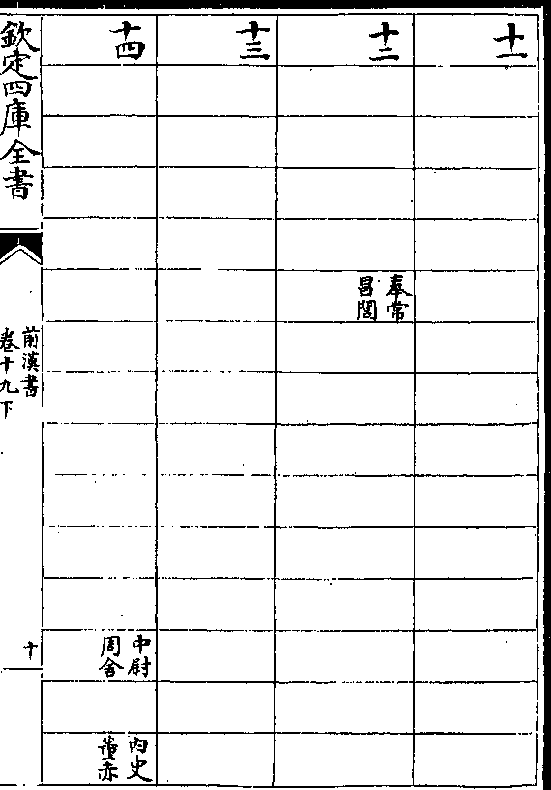 十一
十二
奉常
昌閭
十三
十四
中尉
周舍
內史
董赤
欽定四庫全書
前漢書
卷十九下
十